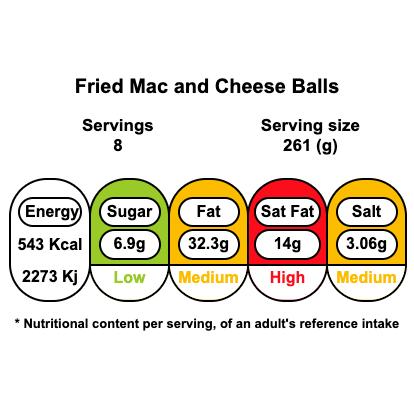 Fried Mac and Cheese Balls
Servings
8
Serving size
261 (g)
Energy Sugar Fat Sat Fat Salt
543 Kcal 6.9g 32.3g 14g 3.06g
2273 Kj Low Medium High Medium
* Nutritional content per serving, of an adult's reference intake